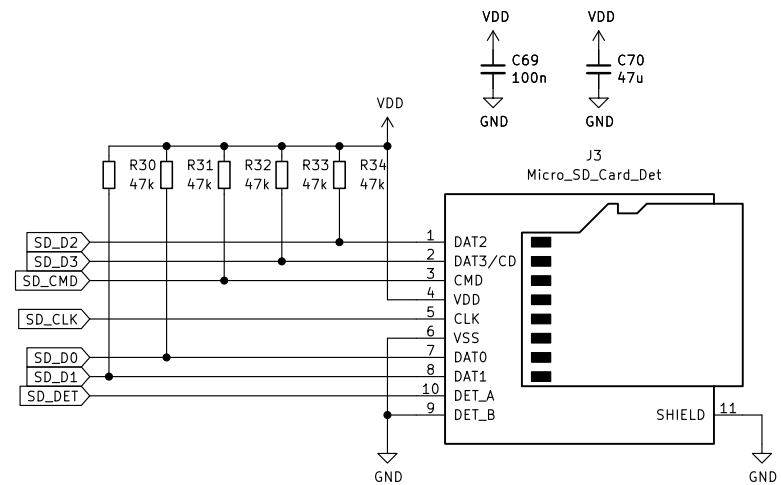 VDD
VDD
C69
100n
C70
47u
GND
GND
VDD
J3
Micro_SD_Card_Det
R30
47k
R31
47k
R32
47k
R33
47k
R34
47k
SD_D2
1
DAT2
SD_D3
2
DAT3/CD
SD_CMD
3
CMD
4
VDD
SD_CLK
5
CLK
6
VSS
SD_D0
7
DAT0
SD_D1
8
DAT1
SD_DET
10
DET_A
9
DET_B
SHIELD
11
GND
GND